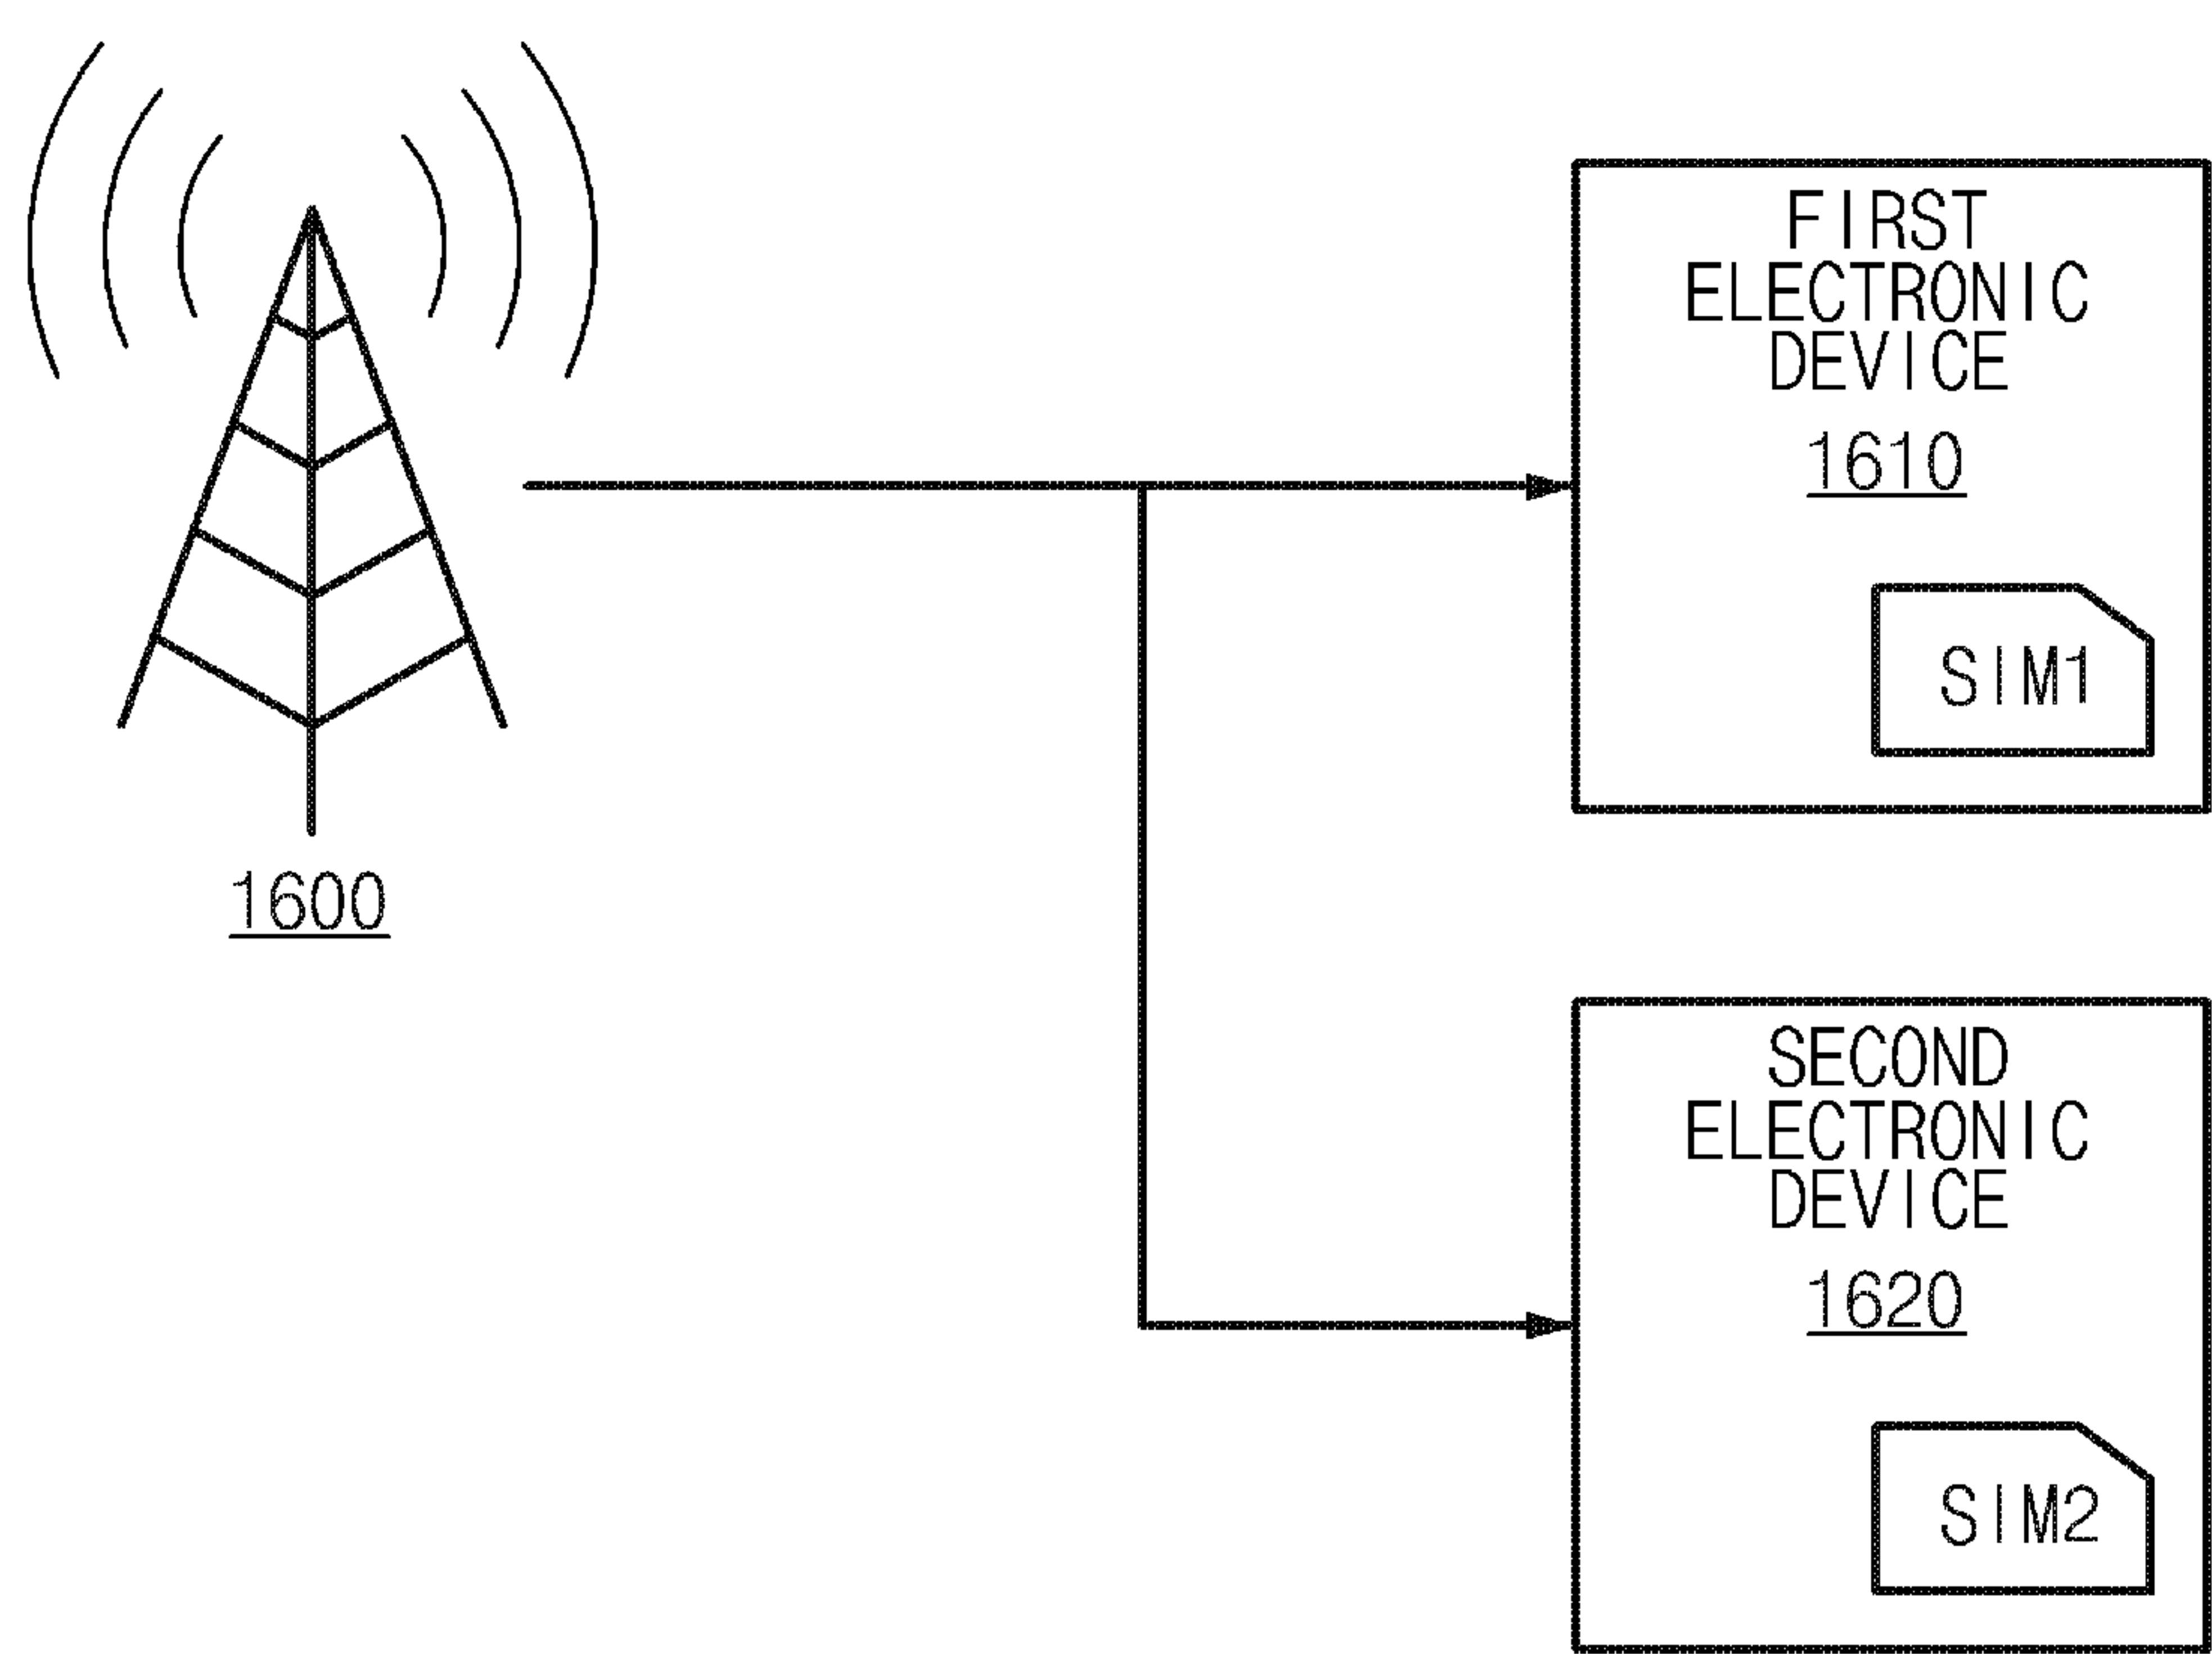 FIRST
ELECTRONIC
DEVICE
1610
SIM1
1600
SECOND
ELECTRONIC
DEVICE
1620
SIM2